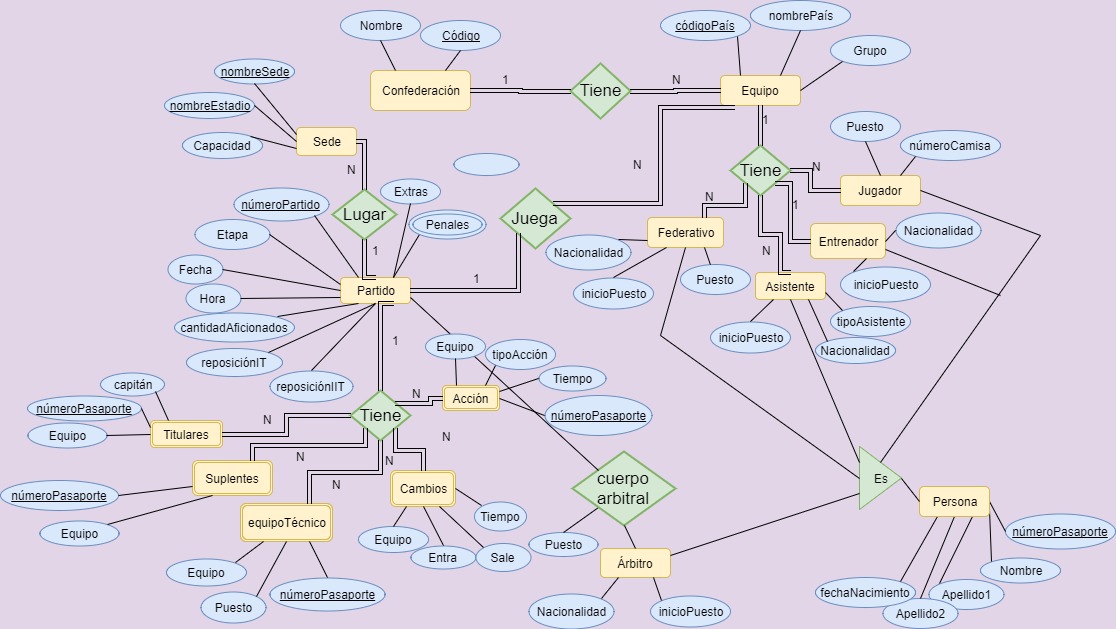 Nombre
Código
códigoPaís
nombrePaís
Grupo
nombreSede
nombreEstadio
Capacidad
Confederación
1
Tiene
N
Equipo
1
Sede
N
N
Puesto
númeroCamisa
Tiene
N
Jugador
númeroPartido
Extras
Penales
Lugar
Juega
N
1
Etapa
1
Federativo
Nacionalidad
Entrenador
Nacionalidad
N
Fecha
Hora
Partido
1
inicioPuesto
Puesto
Asistente
inicioPuesto
cantidadAficionados
inicioPuesto
tipoAsistente
Nacionalidad
reposiciónIT
reposiciónIIT
1
Equipo
tipoAcción
Tiempo
capitán
númeroPasaporte
Equipo
Titulares
N
Tiene
N
Acción
númeroPasaporte
N
N
N
N
Suplentes
númeroPasaporte
Equipo
Cambios
cuerpo
arbitral
Es
Persona
equipoTécnico
Tiempo
Equipo
Entra
Sale
Puesto
Árbitro
númeroPasaporte
Nombre
Equipo
Puesto
númeroPasaporte
Nacionalidad
inicioPuesto
fechaNacimiento
Apellido1
Apellido2